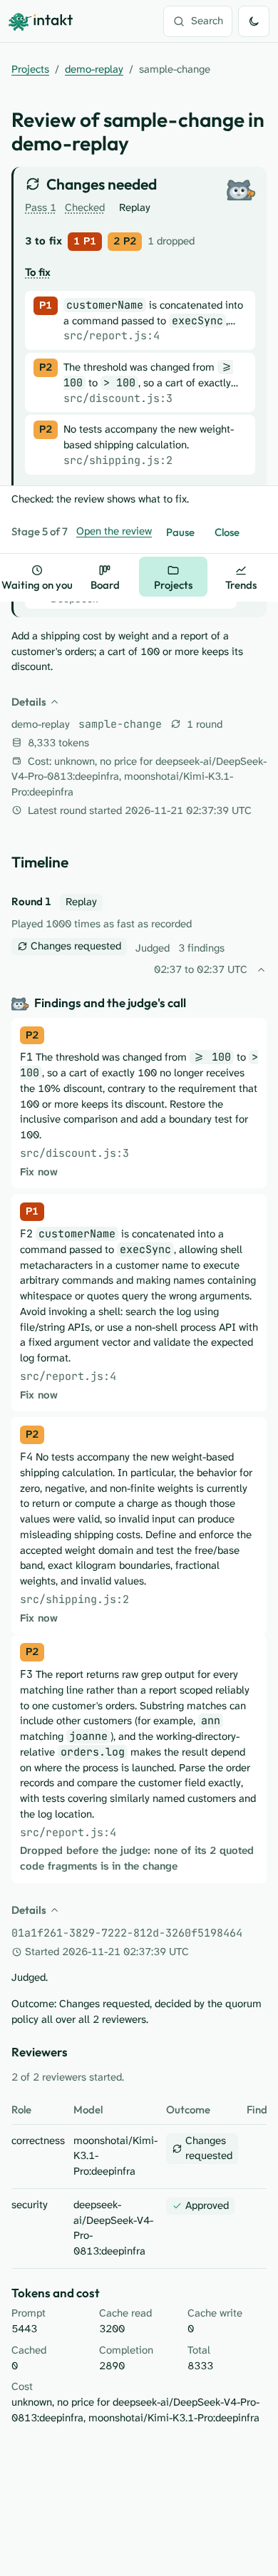 intakt
Search
Projects / demo-replay / sample-change
Review of sample-change in
demo-replay
Changes needed
Pass 1 Checked Replay
3 to fix 1 P1 2 P2 1 dropped
To fix
P1 customerName is concatenated into
a command passed to execSync,…
src/report.js:4
P2 The threshold was changed from >=
100 to > 100, so a cart of exactly…
src/discount.js:3
P2 No tests accompany the new weight-
based shipping calculation.
src/shipping.js:2
Checked: the review shows what to fix.
Stage 5 of 7 Open the review Pause Close
Waiting on you Board Projects Trends
Add a shipping cost by weight and a report of a
customer's orders; a cart of 100 or more keeps its
discount.
Details
demo-replay sample-change 1 round
8,333 tokens
Cost: unknown, no price for deepseek-ai/DeepSeek-
V4-Pro-0813:deepinfra, moonshotai/Kimi-K3.1-
Pro:deepinfra
Latest round started 2026-11-21 02:37:39 UTC
Timeline
Round 1 Replay
Played 1000 times as fast as recorded
Changes requested Judged 3 findings
02:37 to 02:37 UTC
Findings and the judge's call
P2
F1 The threshold was changed from >= 100 to >
100, so a cart of exactly 100 no longer receives
the 10% discount, contrary to the requirement that
100 or more keeps its discount. Restore the
inclusive comparison and add a boundary test for
100.
src/discount.js:3
Fix now
P1
F2 customerName is concatenated into a
command passed to execSync, allowing shell
metacharacters in a customer name to execute
arbitrary commands and making names containing
whitespace or quotes query the wrong arguments.
Avoid invoking a shell: search the log using
file/string APIs, or use a non-shell process API with
a fixed argument vector and validate the expected
log format.
src/report.js:4
Fix now
P2
F4 No tests accompany the new weight-based
shipping calculation. In particular, the behavior for
zero, negative, and non-finite weights is currently
to return or compute a charge as though those
values were valid, so invalid input can produce
misleading shipping costs. Define and enforce the
accepted weight domain and test the free/base
band, exact kilogram boundaries, fractional
weights, and invalid values.
src/shipping.js:2
Fix now
P2
F3 The report returns raw grep output for every
matching line rather than a report scoped reliably
to one customer's orders. Substring matches can
include other customers (for example, ann
matching joanne), and the working-directory-
relative orders.log makes the result depend
on where the process is launched. Parse the order
records and compare the customer field exactly,
with tests covering similarly named customers and
the log location.
src/report.js:4
Dropped before the judge: none of its 2 quoted
code fragments is in the change
Details
01a1f261-3829-7222-812d-3260f5198464
Started 2026-11-21 02:37:39 UTC
Judged.
Outcome: Changes requested, decided by the quorum
policy all over all 2 reviewers.
Reviewers
2 of 2 reviewers started.
Role Model Outcome Find
correctness moonshotai/Kimi-
K3.1-
Pro:deepinfra
Changes
requested
security deepseek-
ai/DeepSeek-V4-
Pro-
0813:deepinfra
Approved
Tokens and cost
Prompt Cache read Cache write
5443 3200 0
Cached Completion Total
0 2890 8333
Cost
unknown, no price for deepseek-ai/DeepSeek-V4-Pro-
0813:deepinfra, moonshotai/Kimi-K3.1-Pro:deepinfra